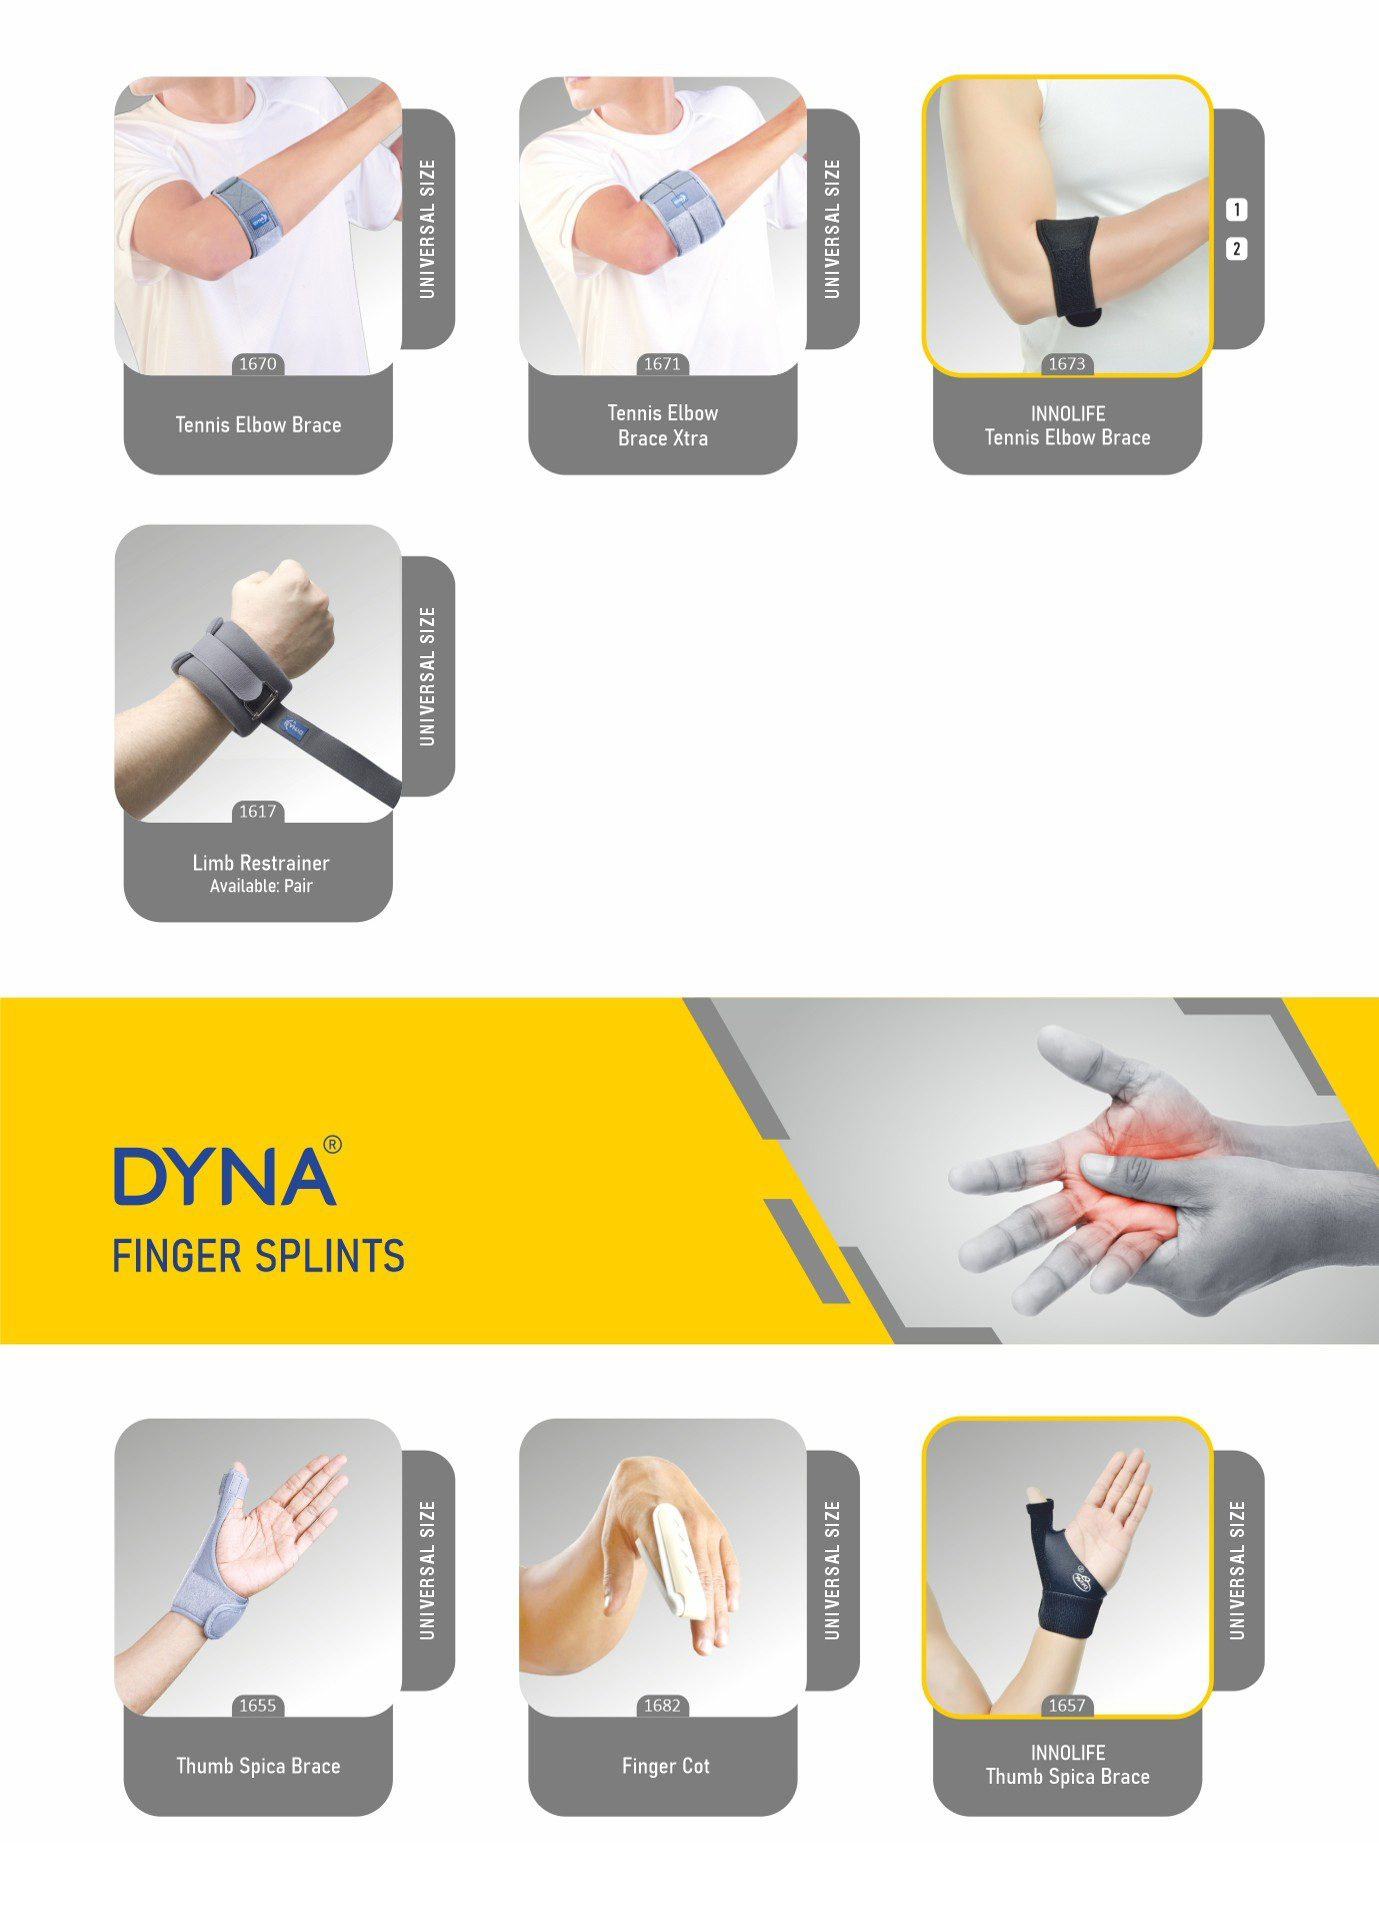 UNIVERSAL SIZE
1670
Tennis Elbow Brace
UNIVERSAL SIZE
1671
Tennis Elbow
Brace Xtra
1
2
1673
INNOLIFE
Tennis Elbow Brace
UNIVERSAL SIZE
DYNA
1617
Limb Restrainer
Available: Pair
DYNA®
FINGER SPLINTS
UNIVERSAL SIZE
1655
Thumb Spica Brace
UNIVERSAL SIZE
1682
Finger Cot
UNIVERSAL SIZE
1657
INNOLIFE
Thumb Spica Brace